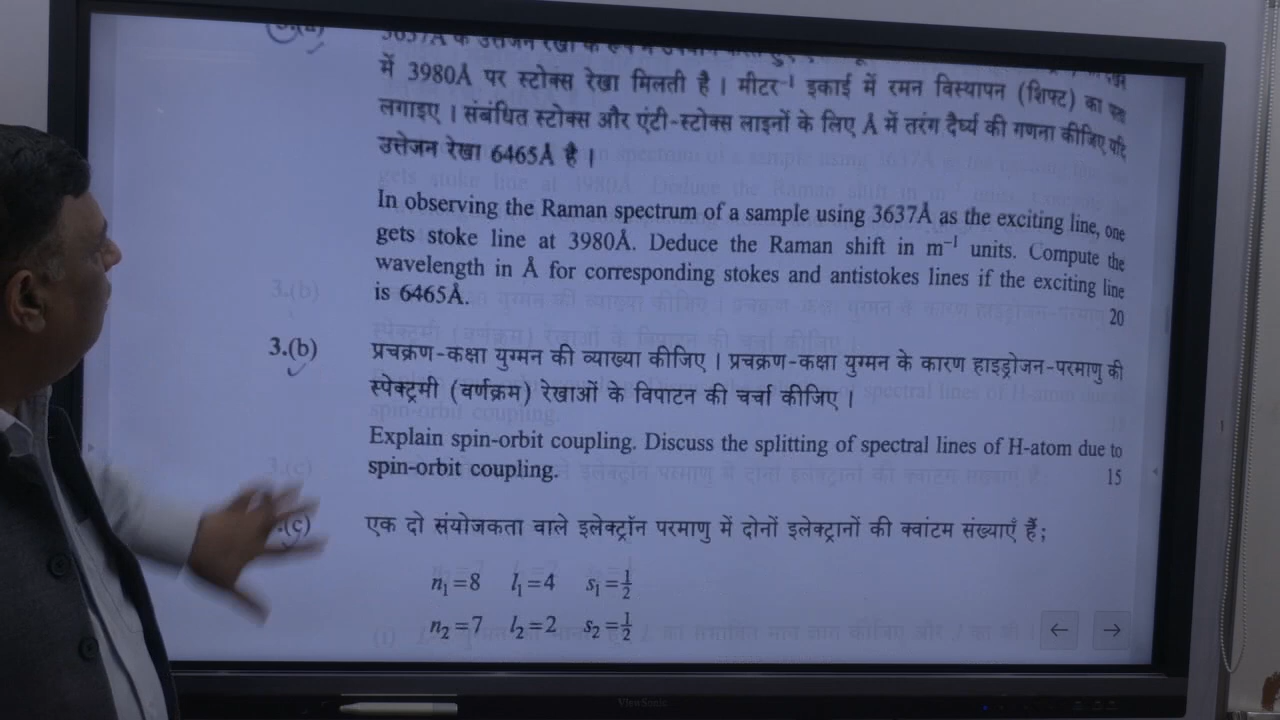 में 3980Å पर स्टोक्स रेखा मिलती है । मीटर⁻¹ इकाई में रमन विस्थापन (शिफ्ट) का
लगाइए । संबंधित स्टोक्स और एंटी-स्टोक्स लाइनों के लिए Å में तरंग दैर्घ्य की गणना कीजिए यदि
उत्तेजन रेखा 6465Å है ।
In observing the Raman spectrum of a sample using 3637Å as the exciting line, one
gets stoke line at 3980Å. Deduce the Raman shift in m⁻¹ units. Compute the
wavelength in Å for corresponding stokes and antistokes lines if the exciting line
is 6465Å.
20
3.(b) प्रचक्रण-कक्षा युग्मन की व्याख्या कीजिए । प्रचक्रण-कक्षा युग्मन के कारण हाइड्रोजन-परमाणु की
स्पेक्ट्रमी (वर्णक्रम) रेखाओं के विपाटन की चर्चा कीजिए ।
Explain spin-orbit coupling. Discuss the splitting of spectral lines of H-atom due to
spin-orbit coupling. 15
(c) एक दो संयोजकता वाले इलेक्ट्रॉन परमाणु में दोनों इलेक्ट्रानों की क्वांटम संख्याएँ हैं;
n₁=8 l₁=4 s₁=½
n₂=7 l₂=2 s₂=½
ViewSonic